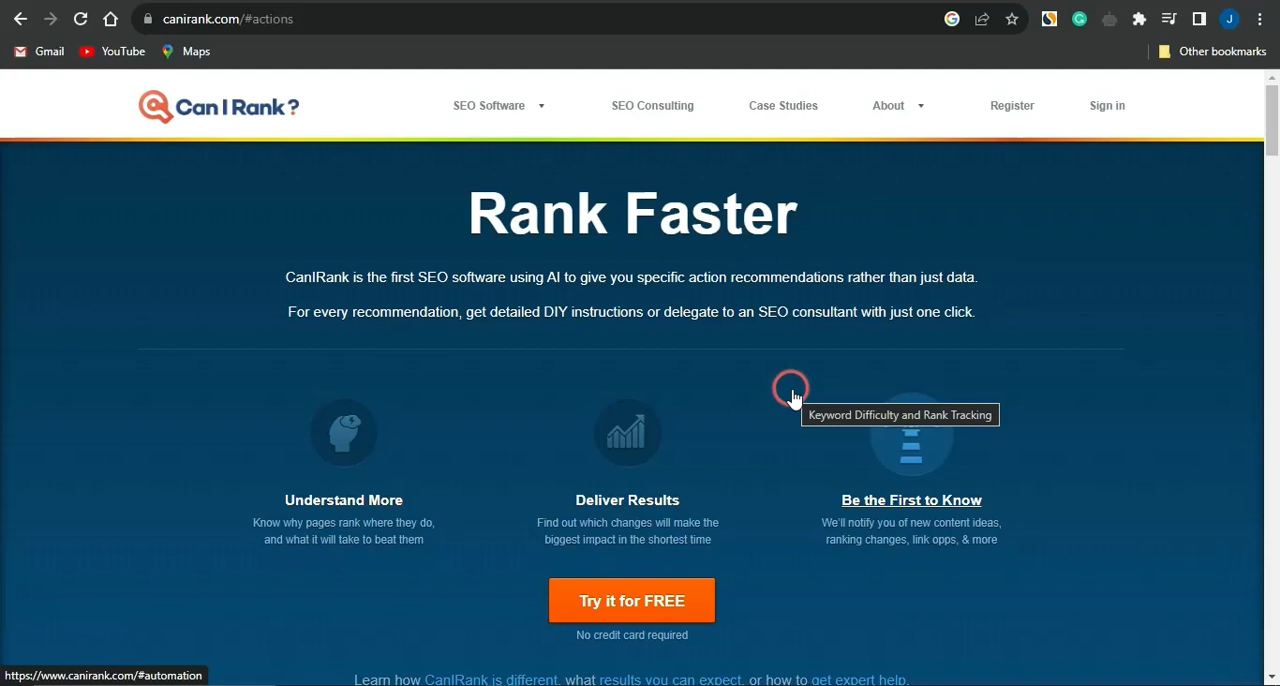 canirank.com/#actions
J
Gmail
YouTube
Maps
Other bookmarks
Can I Rank?
SEO Software
SEO Consulting
Case Studies
About
Register
Sign in
Rank Faster
CanIRank is the first SEO software using AI to give you specific action recommendations rather than just data.
For every recommendation, get detailed DIY instructions or delegate to an SEO consultant with just one click.
Keyword Difficulty and Rank Tracking
Understand More
Deliver Results
Be the First to Know
Know why pages rank where they do,
and what it will take to beat them
Find out which changes will make the
biggest impact in the shortest time
We'll notify you of new content ideas,
ranking changes, link opps, & more
Try it for FREE
No credit card required
https://www.canirank.com/#automation
Learn how CanIRank is different, what results you can expect, or how to get expert help.